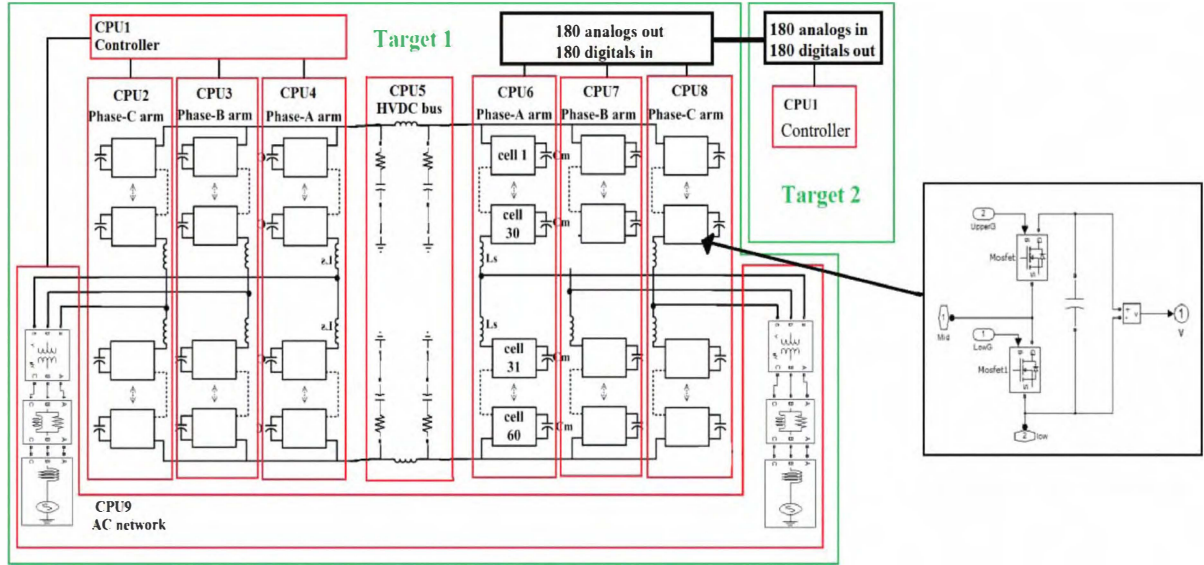 CPU1
Controller
Target 1
180 analogs out
180 digitals in
180 analogs in
180 digitals out
CPU1
Controller
Target 2
CPU2
Phase-C arm
CPU3
Phase-B arm
CPU4
Phase-A arm
CPU5
HVDC bus
CPU6
Phase-A arm
CPU7
Phase-B arm
CPU8
Phase-C arm
cell 1
Cm
cell
30
Ls
Ls
Ls
Ls
cell
31
Cm
cell
60
Cm
CPU9
AC network
2
UpperG
Mosfet
1
Mid
1
LowG
Mosfet1
2
low
v
1
V
A
B
C
A
B
C
A
B
C
A
B
C